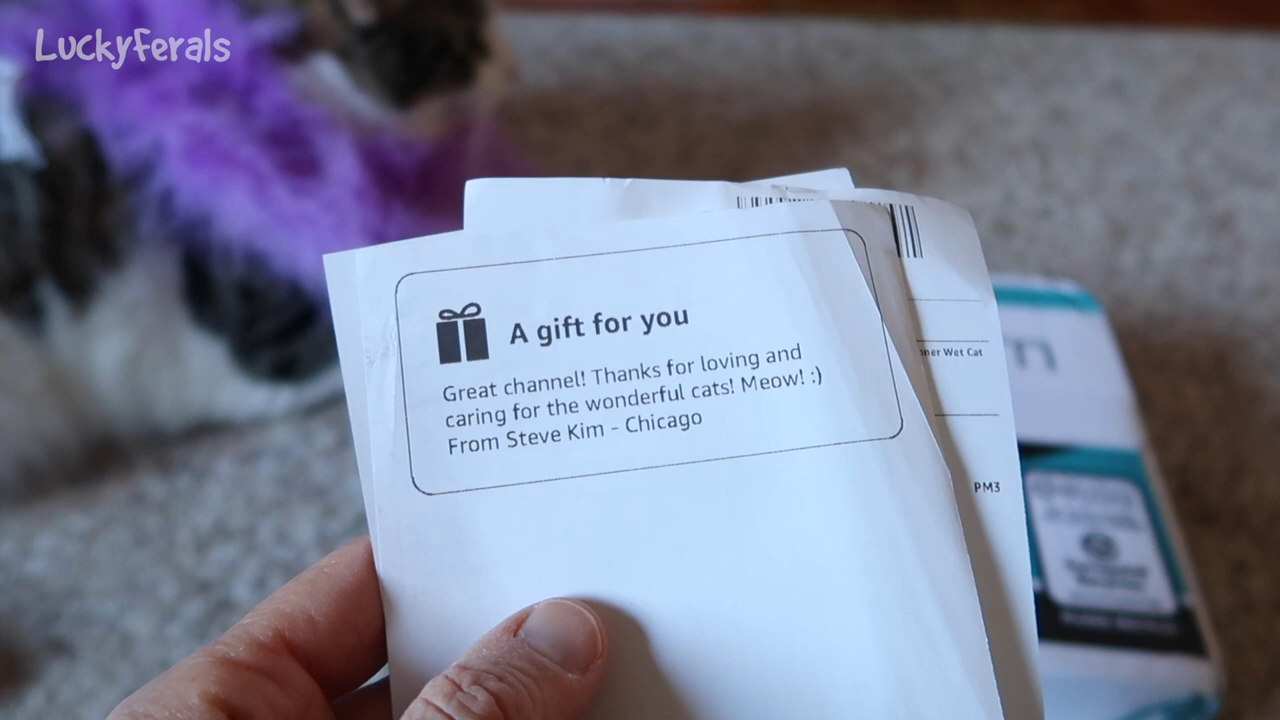 LuckyFerals
A gift for you
Great channel! Thanks for loving and
caring for the wonderful cats! Meow! :)
From Steve Kim - Chicago
Wet Cat
PM3